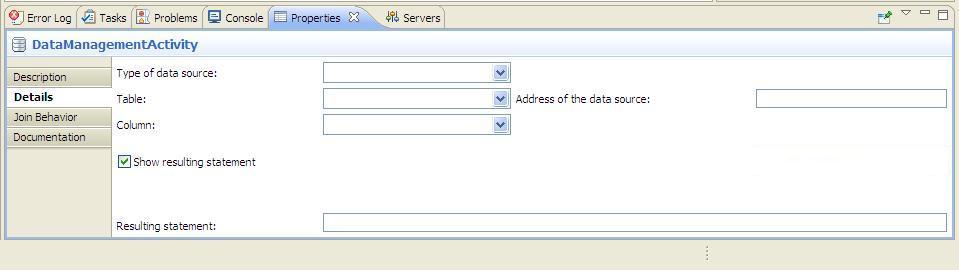 Error Log Tasks Problems Console Properties Servers
DataManagementActivity
Description
Details
Join Behavior
Documentation
Type of data source:
Table: Address of the data source:
Column:
Show resulting statement
Resulting statement: